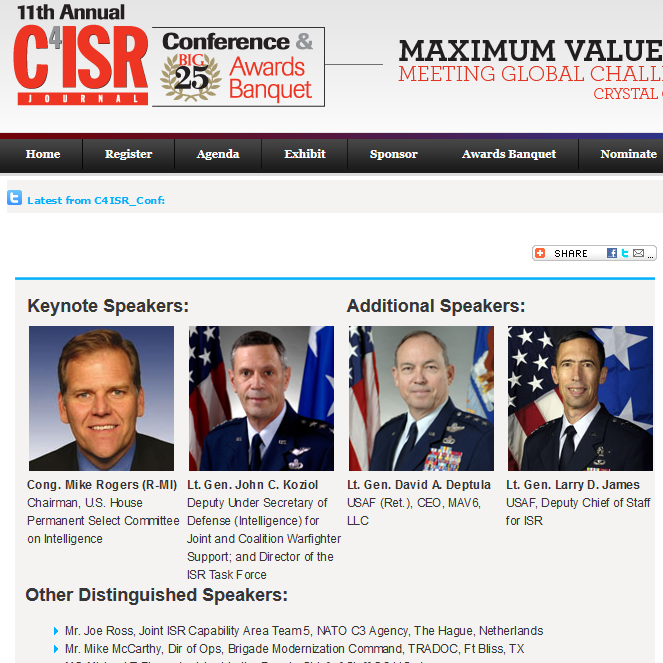 11th Annual
C4ISR
JOURNAL
Conference &
BIG
25
Awards
Banquet
MAXIMUM VALUE
MEETING GLOBAL CHALL
CRYSTAL
Home
Register
Agenda
Exhibit
Sponsor
Awards Banquet
Nominate
Latest from C4ISR_Conf:
SHARE
...
Keynote Speakers:
Additional Speakers:
Cong. Mike Rogers (R-MI)
Chairman, U.S. House
Permanent Select Committee
on Intelligence
Lt. Gen. John C. Koziol
Deputy Under Secretary of
Defense (Intelligence) for
Joint and Coalition Warfighter
Support; and Director of the
ISR Task Force
Lt. Gen. David A. Deptula
USAF (Ret.), CEO, MAV6,
LLC
Lt. Gen. Larry D. James
USAF, Deputy Chief of Staff
for ISR
Other Distinguished Speakers:
Mr. Joe Ross, Joint ISR Capability Area Team 5, NATO C3 Agency, The Hague, Netherlands
Mr. Mike McCarthy, Dir of Ops, Brigade Modernization Command, TRADOC, Ft Bliss, TX